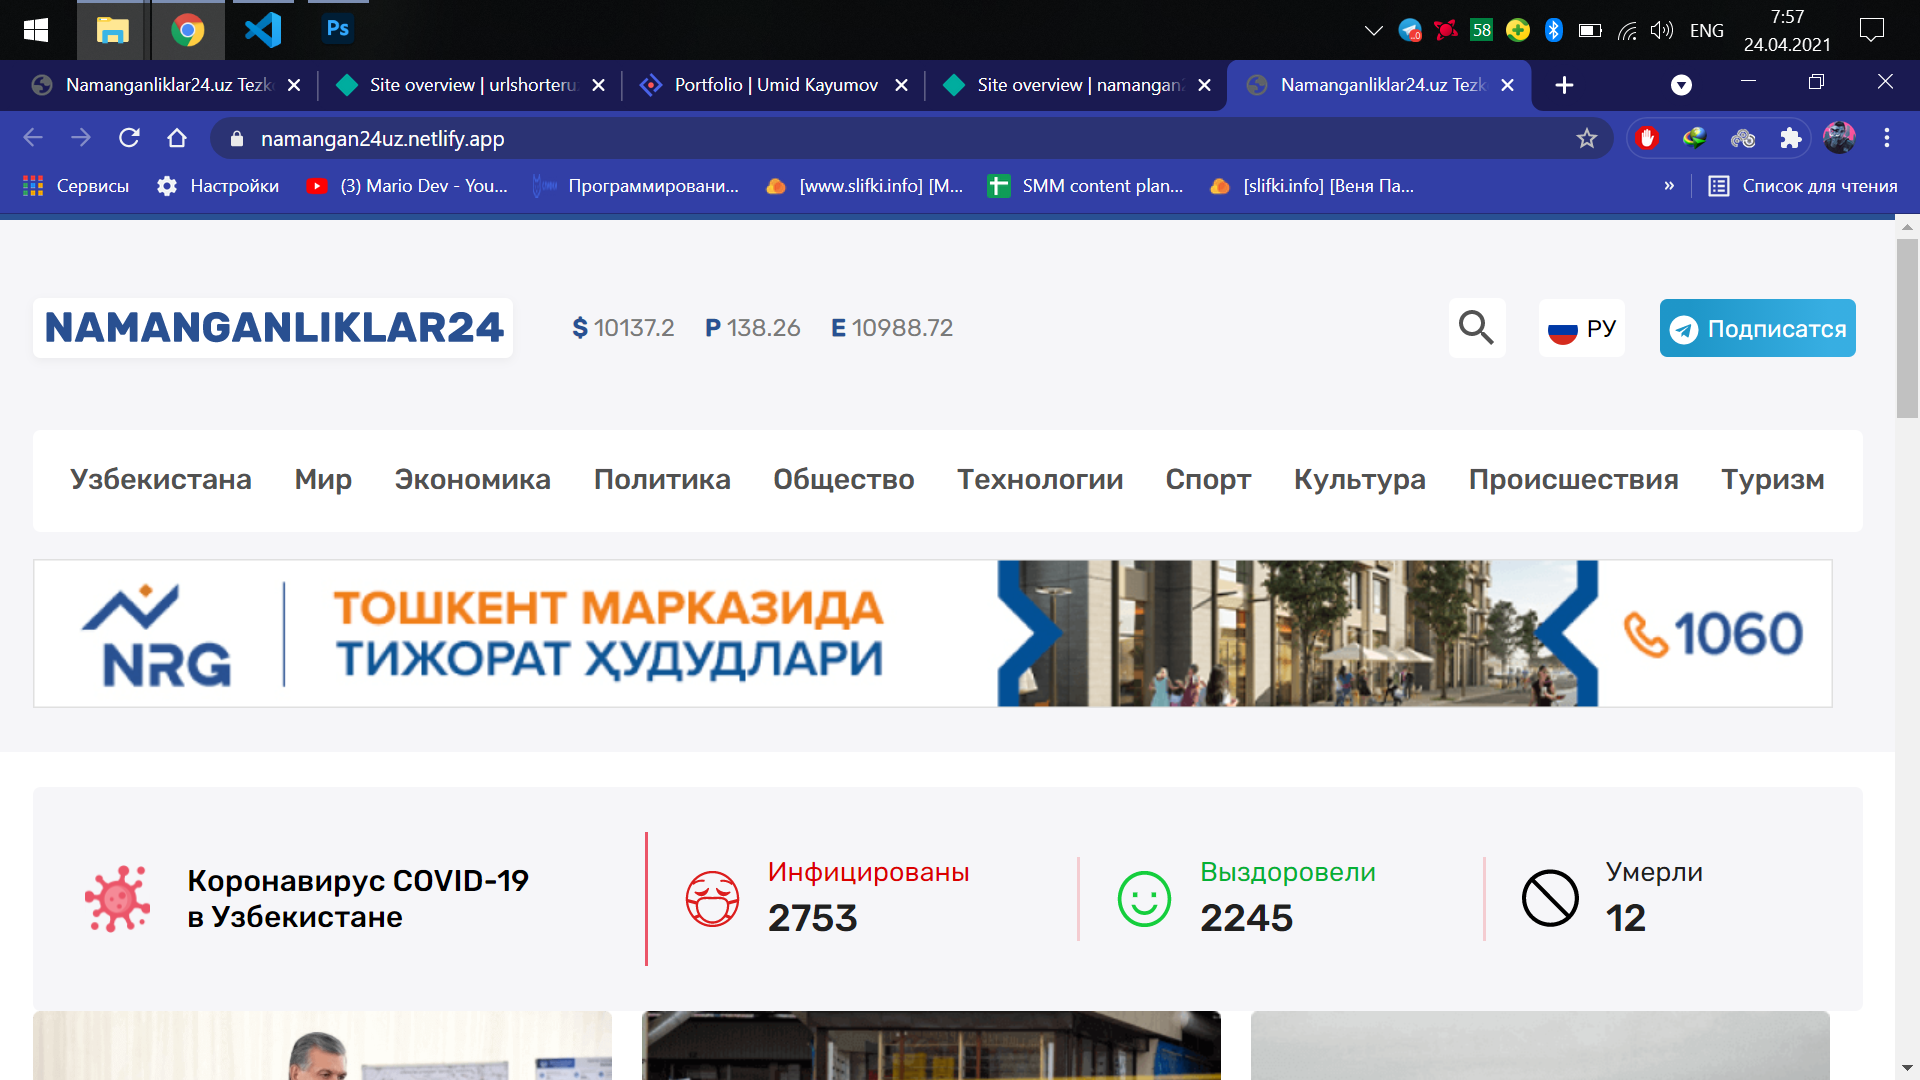 Ps
58
ENG
7:57
24.04.2021
Namanganliklar24.uz Tezk
Site overview | urlshorteru
Portfolio | Umid Kayumov
Site overview | namangan
Namanganliklar24.uz Tezk
namangan24uz.netlify.app
Сервисы
Настройки
(3) Mario Dev - You...
Программировани...
[www.slifki.info] [M...
SMM content plan...
[slifki.info] [Веня Па...
»
Список для чтения
NAMANGANLIKLAR24
$ 10137.2
P 138.26
E 10988.72
РУ
Подписатся
Узбекистана
Мир
Экономика
Политика
Общество
Технологии
Спорт
Культура
Происшествия
Туризм
NRG
ТОШКЕНТ МАРКАЗИДА
ТИЖОРАТ ҲУДУДЛАРИ
1060
Коронавирус COVID-19
в Узбекистане
Инфицированы
2753
Выздоровели
2245
Умерли
12